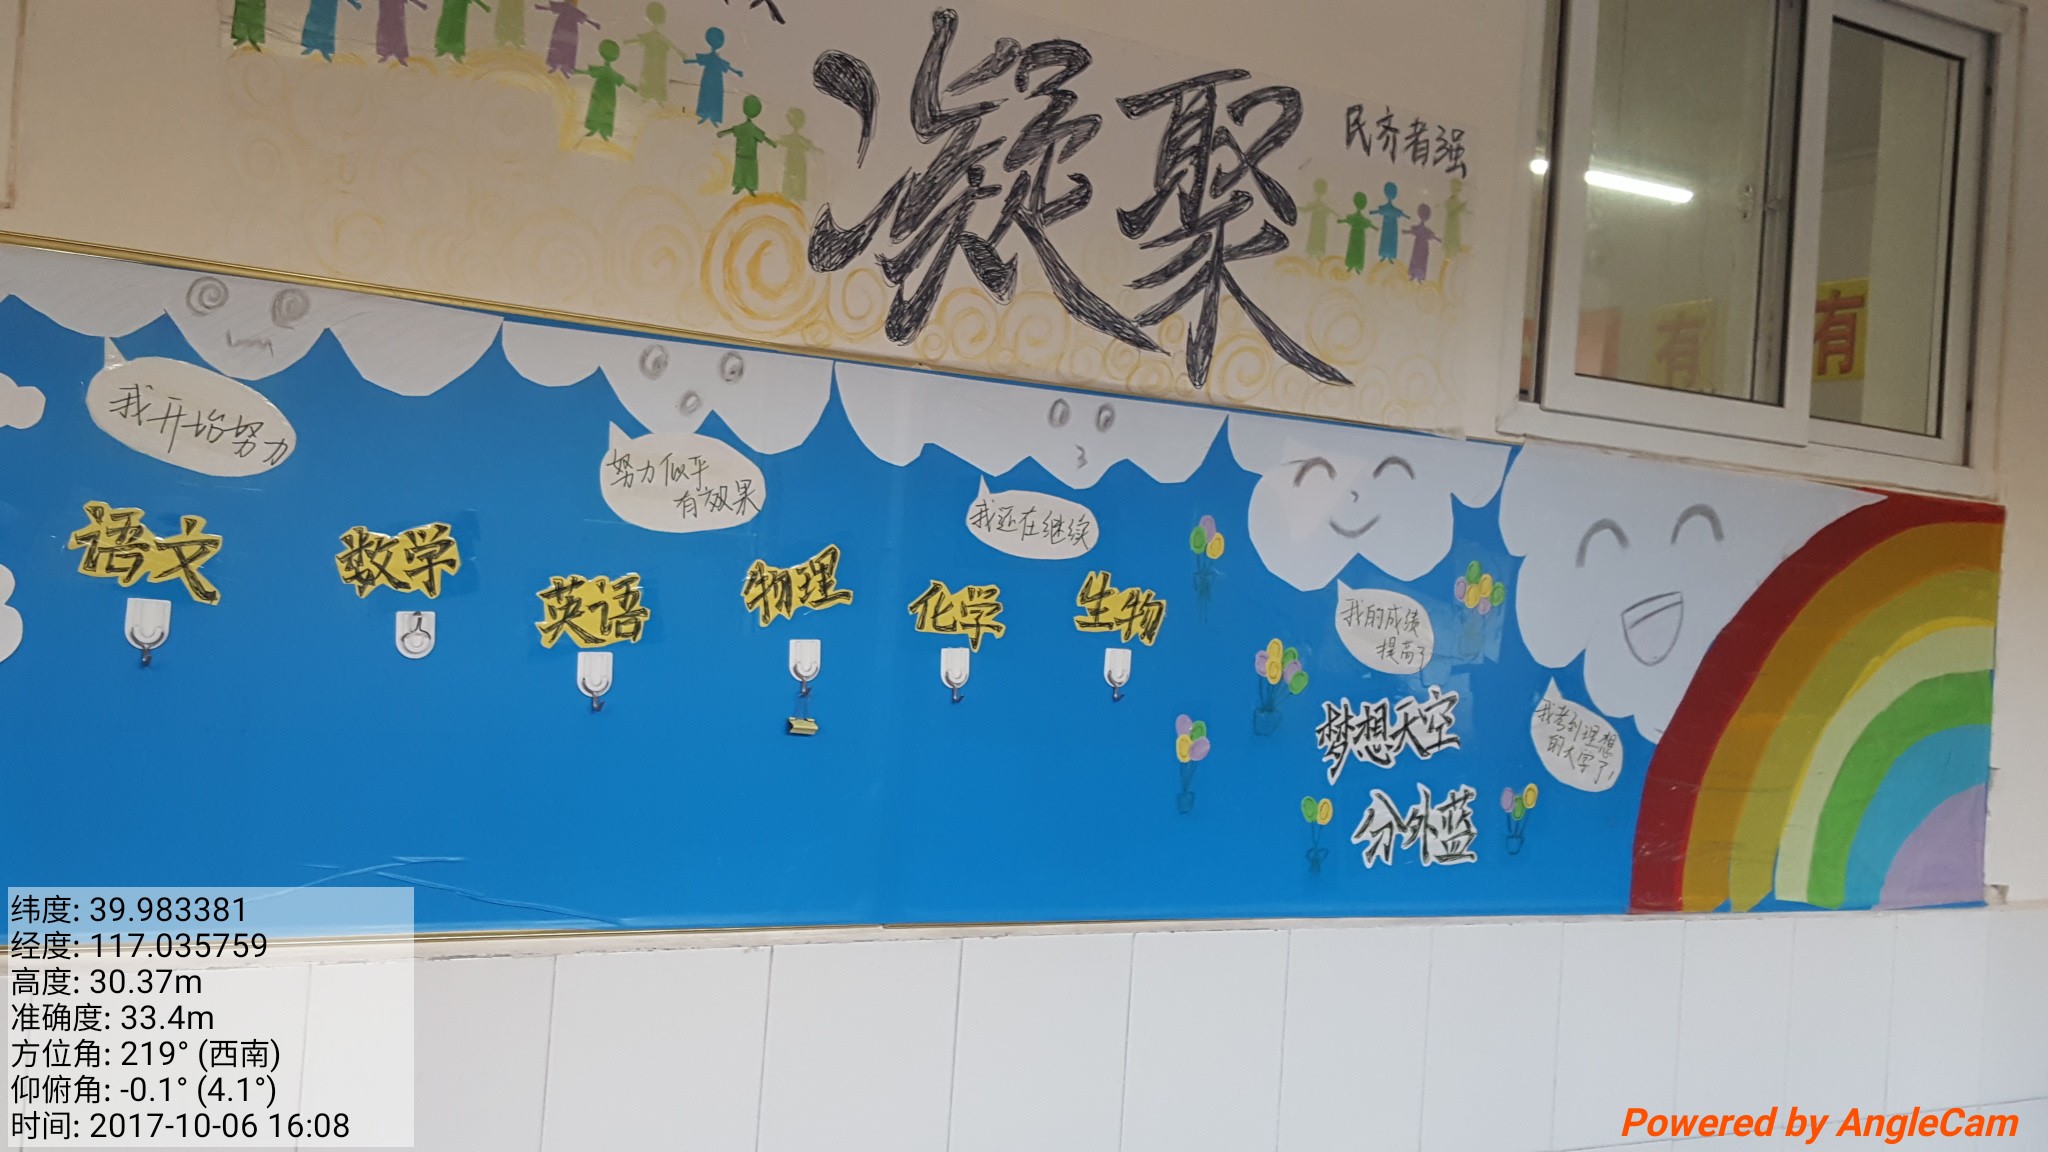 凝聚
民齐者强
有
有
我开始努力
努力似乎
有效果
我还在继续
我的成绩
提高了
我考到理想
的大学了!
语文
数学
英语
物理
化学
生物
梦想天空
分外蓝
纬度: 39.983381
经度: 117.035759
高度: 30.37m
准确度: 33.4m
方位角: 219° (西南)
仰俯角: -0.1° (4.1°)
时间: 2017-10-06 16:08
Powered by AngleCam